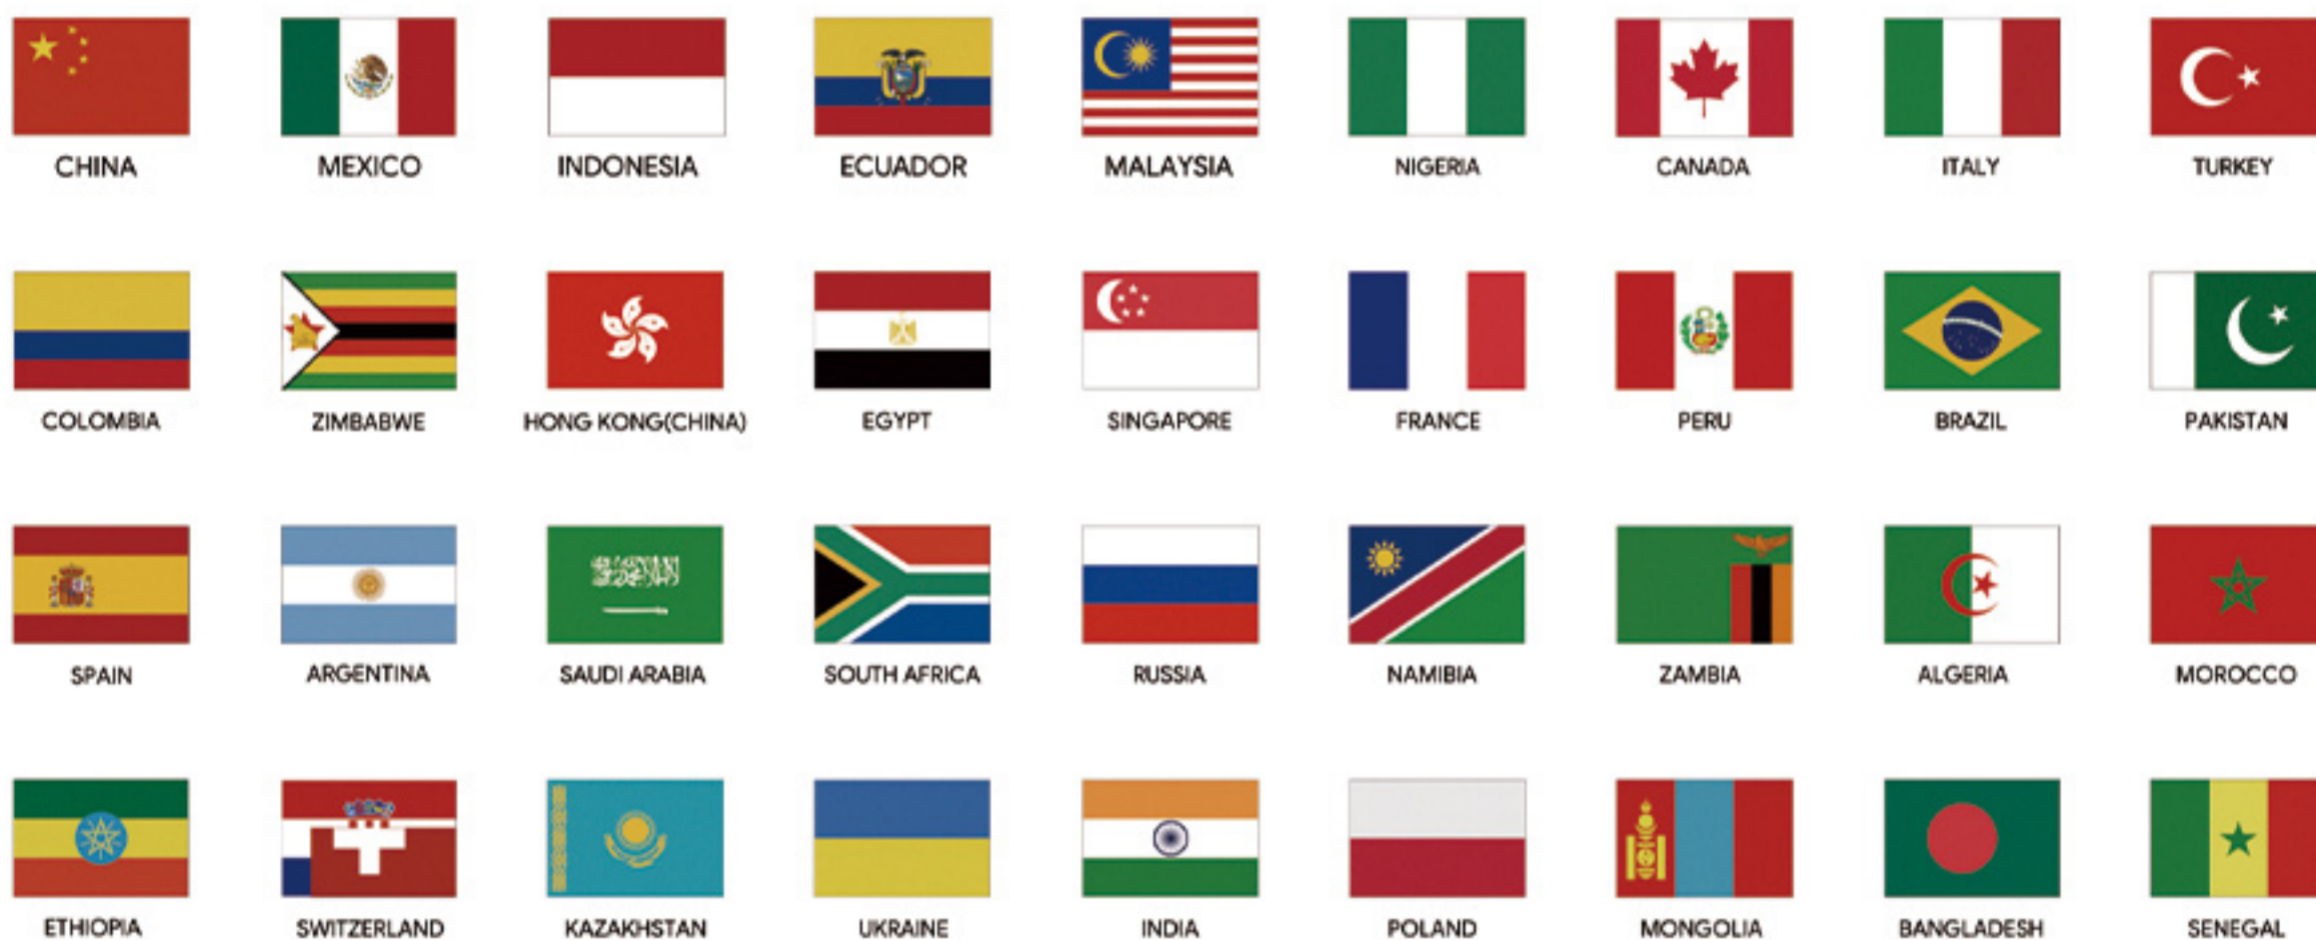 CHINA MEXICO INDONESIA ECUADOR MALAYSIA NIGERIA CANADA ITALY TURKEY
COLOMBIA ZIMBABWE HONG KONG(CHINA) EGYPT SINGAPORE FRANCE PERU BRAZIL PAKISTAN
SPAIN ARGENTINA SAUDI ARABIA SOUTH AFRICA RUSSIA NAMIBIA ZAMBIA ALGERIA MOROCCO
ETHIOPIA SWITZERLAND KAZAKHSTAN UKRAINE INDIA POLAND MONGOLIA BANGLADESH SENEGAL